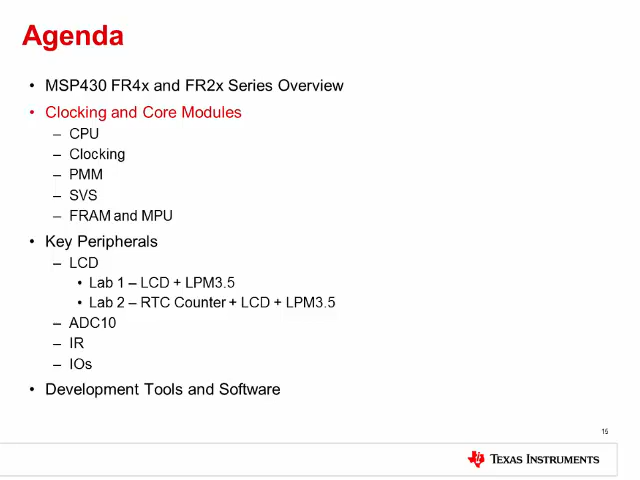 Agenda
• MSP430 FR4x and FR2x Series Overview
• Clocking and Core Modules
– CPU
– Clocking
– PMM
– SVS
– FRAM and MPU
• Key Peripherals
– LCD
• Lab 1 – LCD + LPM3.5
• Lab 2 – RTC Counter + LCD + LPM3.5
– ADC10
– IR
– IOs
• Development Tools and Software
15
TEXAS INSTRUMENTS